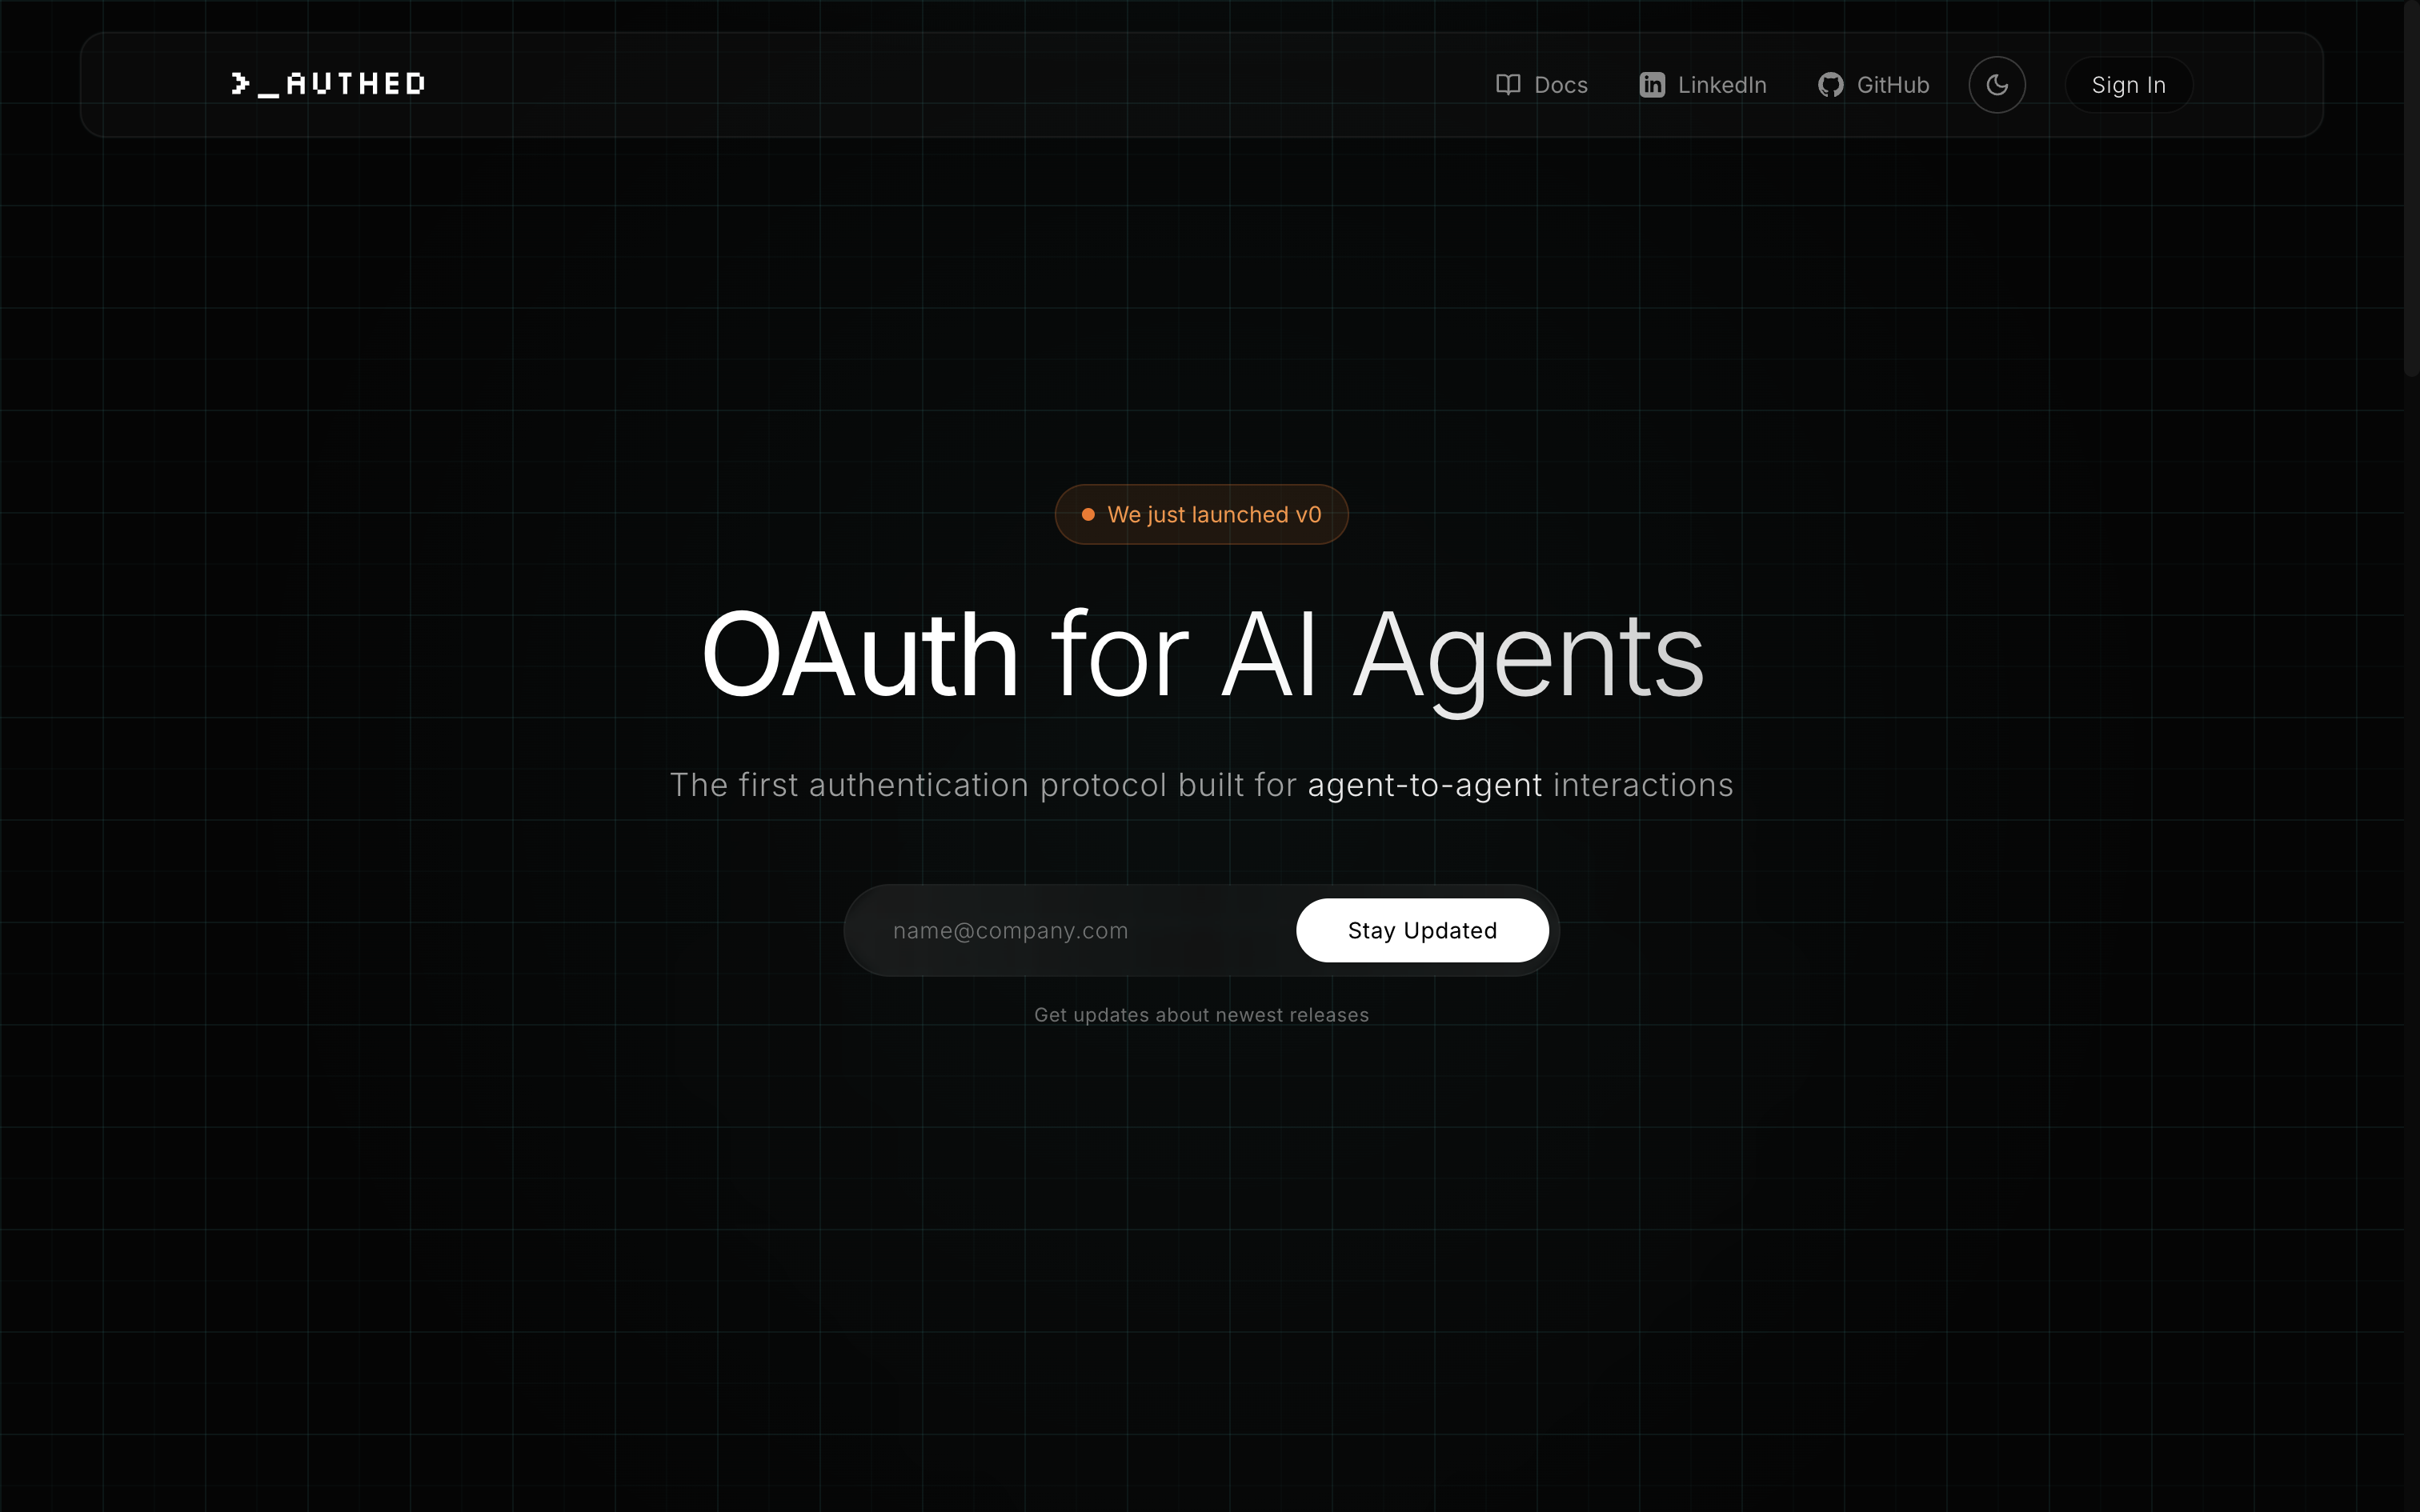 >_AUTHED
Docs
LinkedIn
GitHub
Sign In
We just launched v0
OAuth for AI Agents
The first authentication protocol built for agent-to-agent interactions
name@company.com
Stay Updated
Get updates about newest releases